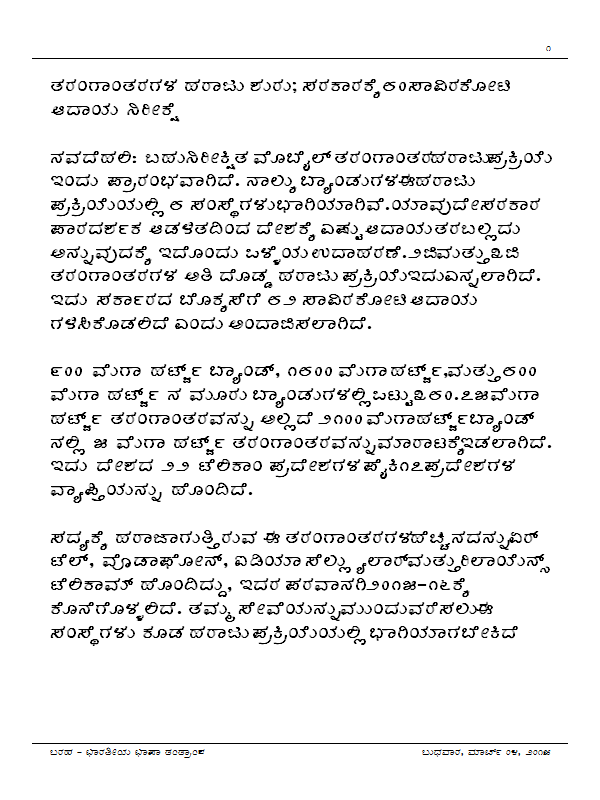 ೧
ತರಂಗಾಂತರಗಳ ಹರಾಜು ಶುರು; ಸರಕಾರಕ್ಕೆ ೮೦ಸಾವಿರಕೋಟಿ
ಆದಾಯ ನಿರೀಕ್ಷೆ
ನವದೆಹಲಿ: ಬಹುನಿರೀಕ್ಷಿತ ಮೊಬೈಲ್ ತರಂಗಾಂತರಹರಾಜುಪ್ರಕ್ರಿಯೆ
ಇಂದು ಪ್ರಾರಂಭವಾಗಿದೆ. ನಾಲ್ಕು ಬ್ಯಾಂಡುಗಳಈಹರಾಜು
ಪ್ರಕ್ರಿಯೆಯಲ್ಲಿ ೮ ಸಂಸ್ಥೆಗಳುಭಾಗಿಯಾಗಿವೆ.ಯಾವುದೇಸರಕಾರ
ಪಾರದರ್ಶಕ ಆಡಳಿತದಿಂದ ದೇಶಕ್ಕೆ ಎಷ್ಟುಆದಾಯತರಬಲ್ಲಿದು
ಅನ್ನುವುದಕ್ಕೆ ಇದೊಂದು ಒಳ್ಳೆಯಉದಾಹರಣೆ.೨ಜಿಮತ್ತು೩ಜಿ
ತರಂಗಾಂತರಗಳ ಅತಿ ದೊಡ್ಡ ಹರಾಜುಪ್ರಕ್ರಿಯೆಇದುಎನ್ನಲಾಗಿದೆ.
ಇದು ಸರ್ಕಾರದ ಬೊಕ್ಕಸೆಗೆ ೮೨ ಸಾವಿರಕೋಟಿಆದಾಯ
ಗಳಿಸಿಕೊಡಲಿದೆ ಎಂದು ಅಂದಾಜಿಸಲಾಗಿದೆ.
೯೦೦ ಮೆಗಾ ಹರ್ಟ್ಜ್ ಬ್ಯಾಂಡ್, ೧೮೦೦ಮೆಗಾಹರ್ಟ್ಜ್,ಮತ್ತು೮೦೦
ಮೆಗಾ ಹರ್ಟ್ಜ್ ನ ಮೂರುಬ್ಯಾಂಡುಗಳಲ್ಲಿಒಟ್ಟು೩೮೦.೭೫ಮೆಗಾ
ಹರ್ಟ್ಜ್ ತರಂಗಾಂತರವನ್ನು ಅಲ್ಲದೆ ೨೧೦೦ಮೆಗಾಹರ್ಟ್ಜ್ಬ್ಯಾಂಡ್
ನಲ್ಲಿ ೫ ಮೆಗಾ ಹರ್ಟ್ಜ್ ತರಂಗಾಂತರವನ್ನುಮಾರಾಟಕ್ಕೆಇಡಲಾಗಿದೆ.
ಇದು ದೇಶದ ೨೨ ಟೆಲಿಕಾಂ ಪ್ರದೇಶಗಳಪೈಕಿ೧೭ಪ್ರದೇಶಗಳ
ವ್ಯಾಪ್ತಿಯನ್ನು ಹೊಂದಿದೆ.
ಸದ್ಯಕ್ಕೆ ಹರಾಜಾಗುತ್ತಿರುವ ಈ ತರಂಗಾಂತರಗಳಹೆಚ್ಚಿನದನ್ನುಏರ್
ಟೆಲ್, ವೊಡಾಫೋನ್, ಐಡಿಯಾಸೆಲ್ಲುಲ್ಯಲಾರ್ಮತ್ತುರಿಲಾಯೆನ್ಸ್
ಟೆಲಿಕಾಮ್ ಹೊಂದಿದ್ದು, ಇದರ ಪರವಾನಗಿ೨೦೧೫-೧೬ಕ್ಕೆ
ಕೊನೆಗೊಳ್ಳಲಿದೆ. ತಮ್ಮ ಸೇವೆಯನ್ನುಮುಂದುವರೆಸಲುಈ
ಸಂಸ್ಥೆಗಳು ಕೂಡ ಹರಾಜುಪ್ರಕ್ರಿಯೆಯಲ್ಲಿ ಭಾಗಿಯಾಗಬೇಕಿದೆ
ಬರಹ - ಭಾರತೀಯ ಭಾಷಾ ತಂತ್ರಾಂಶ
ಬುಧವಾರ, ಮಾರ್ಚ್ ೦೪, ೨೦೧೫